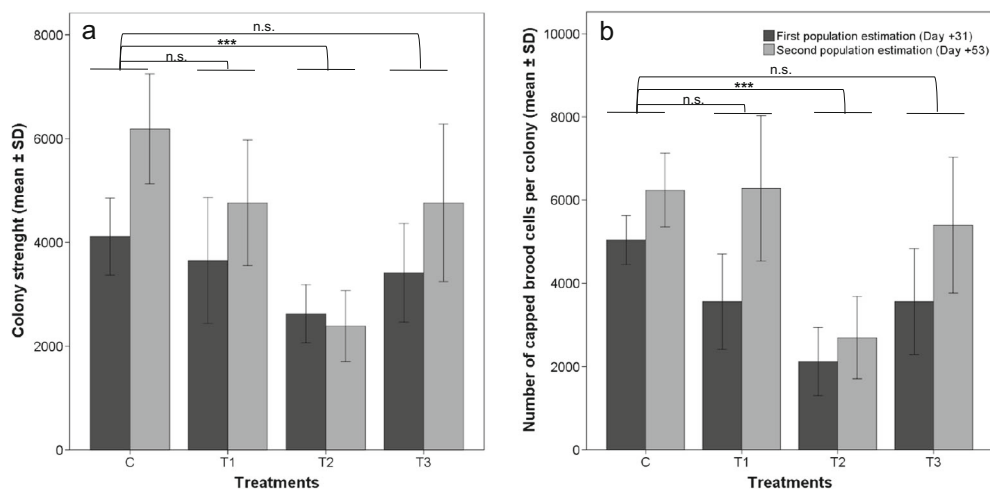 a
n.s.
***
n.s.
8000
6000
4000
2000
0
Colony strenght (mean ± SD)
C T1 T2 T3
Treatments
b
First population estimation (Day +31)
Second population estimation (Day +53)
n.s.
***
n.s.
10000
8000
6000
4000
2000
0
Number of capped brood cells per colony (mean ± SD)
C T1 T2 T3
Treatments